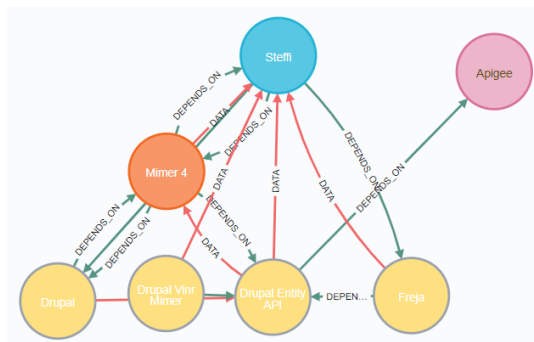 Steffi
Apigee
DEPENDS_ON
DATA
DEPENDS_ON
DEPENDS_ON
Mimer 4
DATA
DATA
DATA
DEPENDS_ON
DEPENDS_ON
DEPENDS_ON
DEPENDS_ON
DATA
Drupal
Drupal Vinr
Mimer
Drupal Entity
API
DEPEN...
Freja